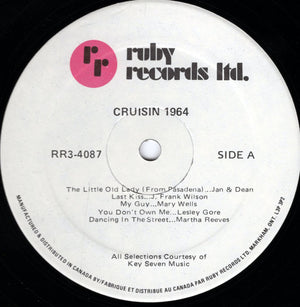 rr
ruby
records ltd.
CRUISIN 1964
RR3-4087
SIDE A
The Little Old Lady (From Pasadena)...Jan & Dean
Last Kiss...J. Frank Wilson
My Guy...Mary Wells
You Don't Own Me...Lesley Gore
Dancing In The Street...Martha Reeves
All Selections Courtesy of
Key Seven Music
MANUFACTURED & DISTRIBUTED IN CANADA BY/FABRIQUE ET DISTRIBUE AU CANADA PAR RUBY RECORDS LTD. MARKHAM, ONT. L3P 3P2